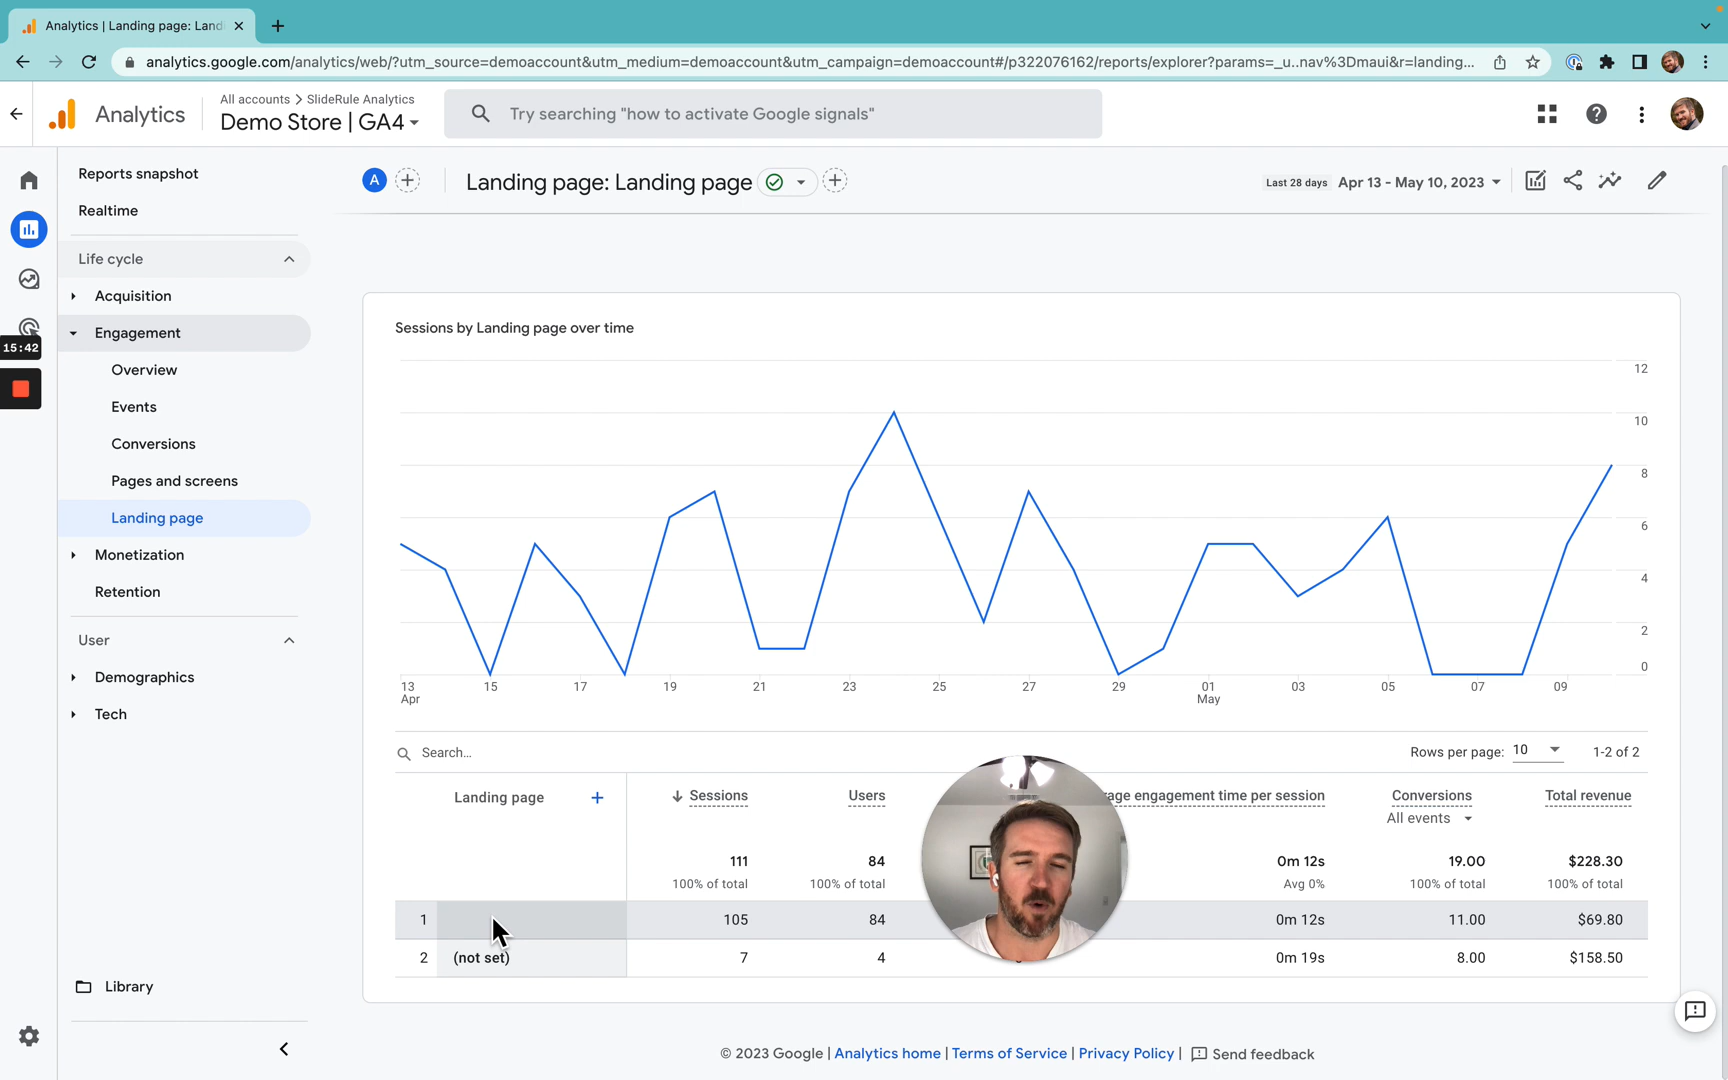 Analytics | Landing page: Land
analytics.google.com/analytics/web/?utm_source=demoaccount&utm_medium=demoaccount&utm_campaign=demoaccount#/p322076162/reports/explorer?params=_u..nav%3Dmaui&r=landing...
Analytics
All accounts > SlideRule Analytics
Demo Store | GA4
Try searching "how to activate Google signals"
15:42
Reports snapshot
Realtime
Life cycle
Acquisition
Engagement
Overview
Events
Conversions
Pages and screens
Landing page
Monetization
Retention
User
Demographics
Tech
Library
A
Landing page: Landing page
Last 28 days Apr 13 - May 10, 2023
Sessions by Landing page over time
12
10
8
6
4
2
0
13 15 17 19 21 23 25 27 29 01 03 05 07 09
Apr May
Search...
Rows per page: 10 1-2 of 2
Landing page Sessions Users engagement time per session Conversions Total revenue
All events
111 84 0m 12s 19.00 $228.30
100% of total 100% of total Avg 0% 100% of total 100% of total
1 105 84 0m 12s 11.00 $69.80
2 (not set) 7 4 0m 19s 8.00 $158.50
© 2023 Google | Analytics home | Terms of Service | Privacy Policy | Send feedback